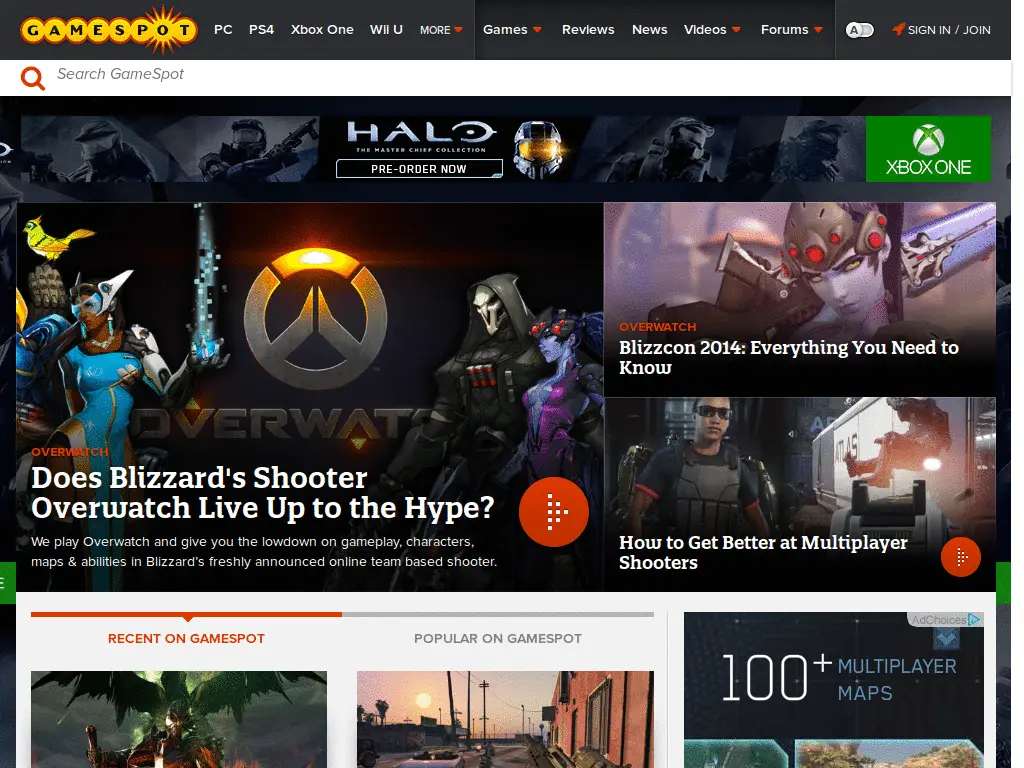 GAMESPOT
PC PS4 Xbox One Wii U MORE Games Reviews News Videos Forums A SIGN IN / JOIN
Search GameSpot
HALO
THE MASTER CHIEF COLLECTION
PRE-ORDER NOW
XBOX ONE
OVERWATCH
Does Blizzard's Shooter
Overwatch Live Up to the Hype?
We play Overwatch and give you the lowdown on gameplay, characters,
maps & abilities in Blizzard's freshly announced online team based shooter.
OVERWATCH
Blizzcon 2014: Everything You Need to
Know
How to Get Better at Multiplayer
Shooters
RECENT ON GAMESPOT
POPULAR ON GAMESPOT
AdChoices
100+ MULTIPLAYER
MAPS